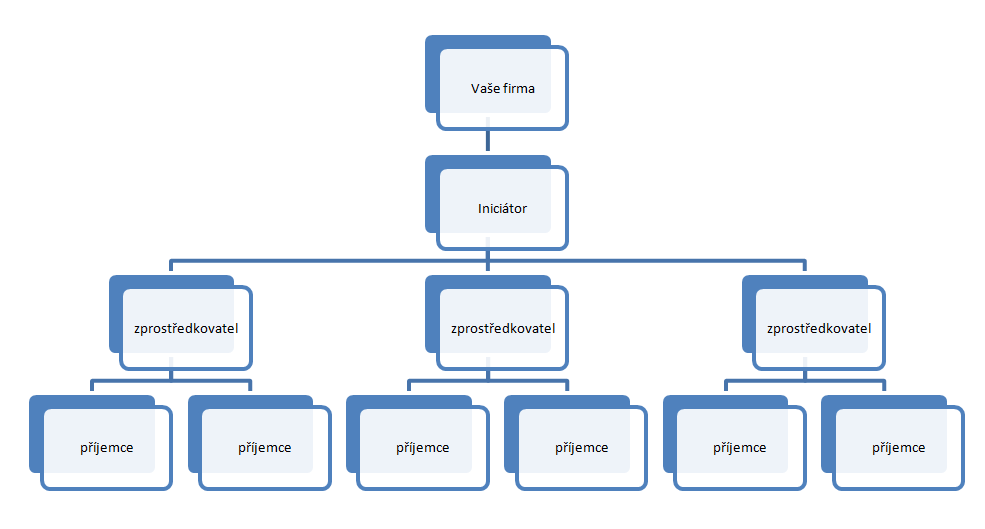 Vaše firma
Iniciátor
zprostředkovatel
zprostředkovatel
zprostředkovatel
příjemce
příjemce
příjemce
příjemce
příjemce
příjemce